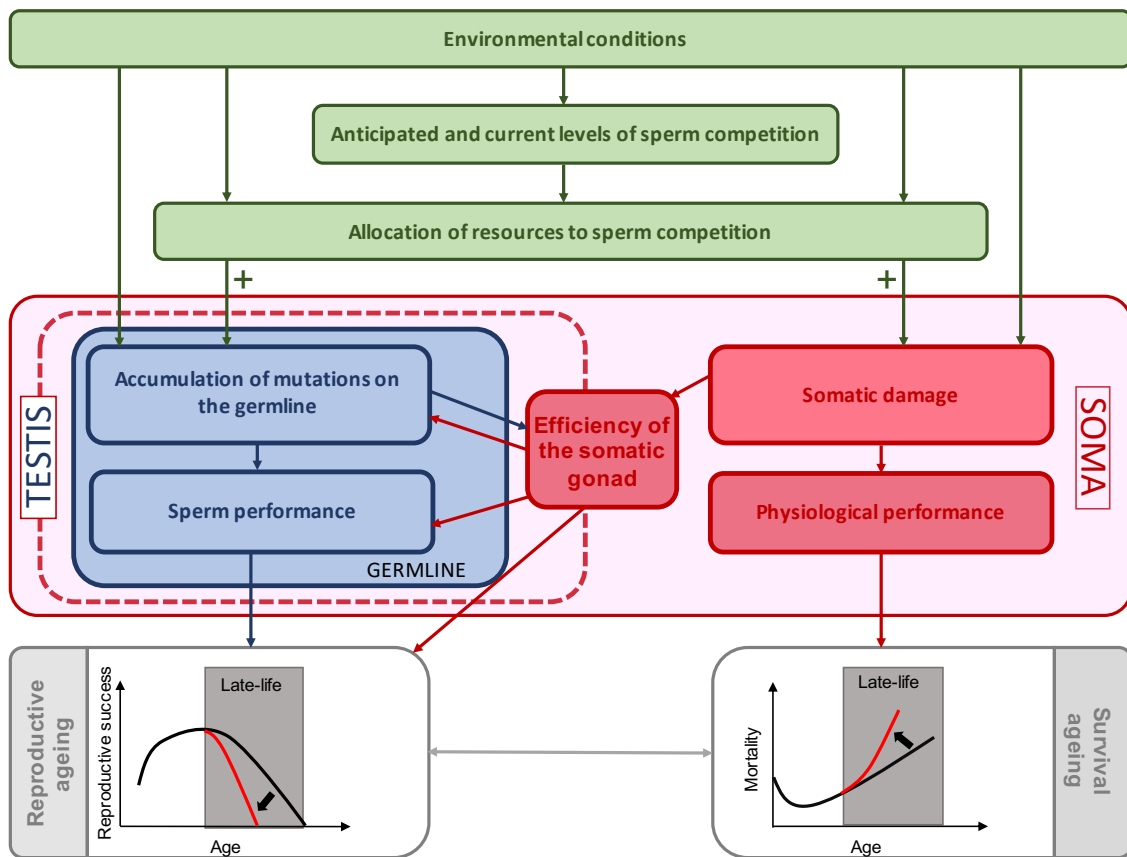 Environmental conditions
Anticipated and current levels of sperm competition
Allocation of resources to sperm competition
+
+
TESTIS
Accumulation of mutations on
the germline
Sperm performance
GERMLINE
Efficiency of
the somatic
gonad
Somatic damage
Physiological performance
SOMA
Reproductive
ageing
Reproductive success
Late-life
Age
Mortality
Late-life
Age
Survival
ageing